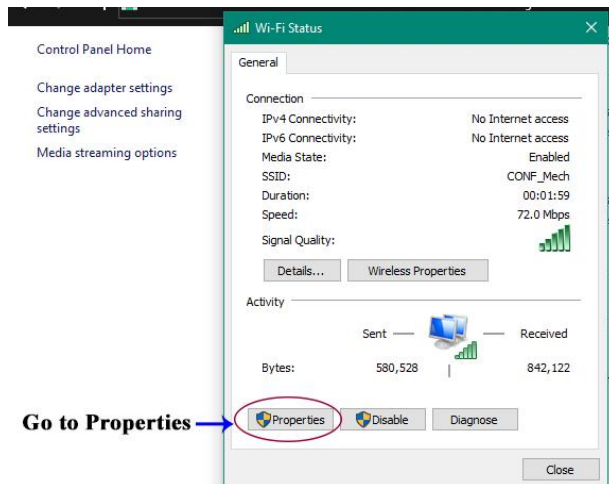 Wi-Fi Status
Control Panel Home
General
Change adapter settings
Change advanced sharing
settings
Media streaming options
Connection
IPv4 Connectivity: No Internet access
IPv6 Connectivity: No Internet access
Media State: Enabled
SSID: CONF_Mech
Duration: 00:01:59
Speed: 72.0 Mbps
Signal Quality:
Details... Wireless Properties
Activity
Sent Received
Bytes: 580,528 842,122
Go to Properties Properties Disable Diagnose
Close